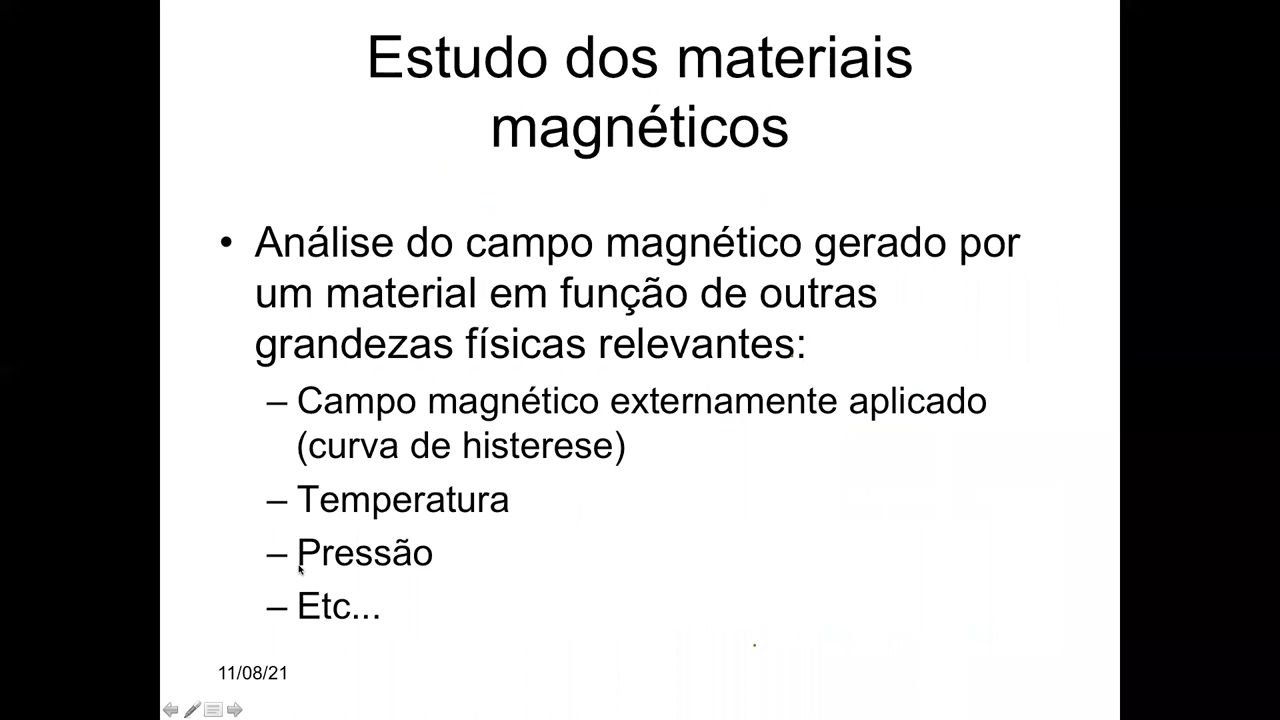 Estudo dos materiais
magnéticos
• Análise do campo magnético gerado por
um material em função de outras
grandezas físicas relevantes:
– Campo magnético externamente aplicado
(curva de histerese)
– Temperatura
– Pressão
– Etc...
11/08/21